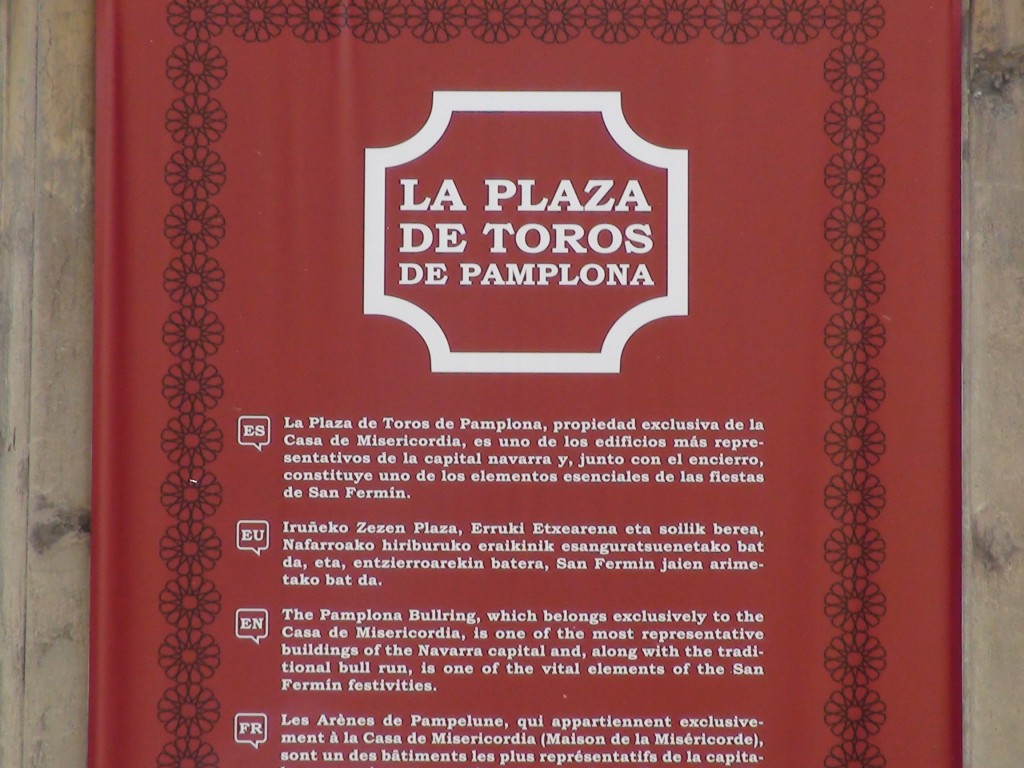 LA PLAZA
DE TOROS
DE PAMPLONA
ES
La Plaza de Toros de Pamplona, propiedad exclusiva de la
Casa de Misericordia, es uno de los edificios más repre-
sentativos de la capital navarra y, junto con el encierro,
constituye uno de los elementos esenciales de las fiestas
de San Fermín.
EU
Iruñeko Zezen Plaza, Erruki Etxearena eta soilik berea,
Nafarroako hiriburuko eraikinik esanguratsuenetako bat
da, eta, entzierroarekin batera, San Fermin jaien arime-
tako bat da.
EN
The Pamplona Bullring, which belongs exclusively to the
Casa de Misericordia, is one of the most representative
buildings of the Navarra capital and, along with the tradi-
tional bull run, is one of the vital elements of the San
Fermín festivities.
FR
Les Arènes de Pampelune, qui appartiennent exclusive-
ment à la Casa de Misericordia (Maison de la Miséricorde),
sont un des bâtiments les plus représentatifs de la capita-